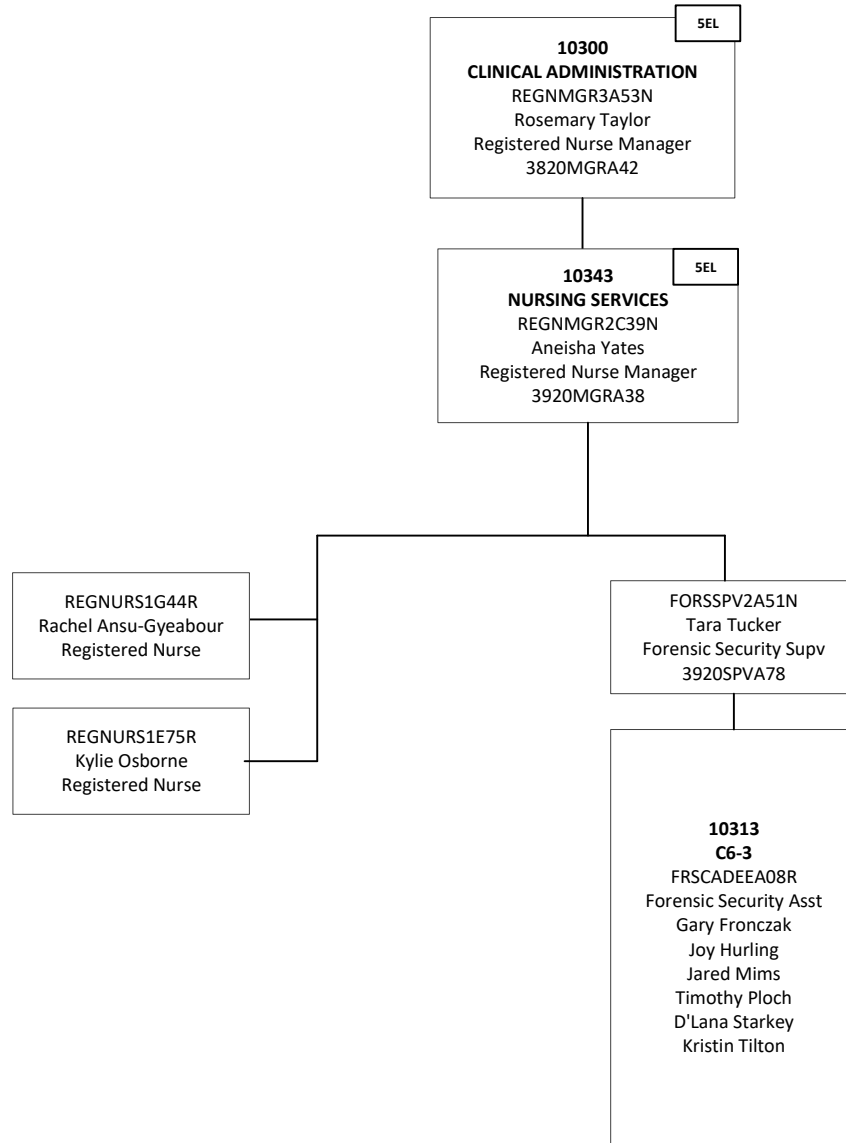 5EL
10300
CLINICAL ADMINISTRATION
REGNMGR3A53N
Rosemary Taylor
Registered Nurse Manager
3820MGRA42
5EL
10343
NURSING SERVICES
REGNMGR2C39N
Aneisha Yates
Registered Nurse Manager
3920MGRA38
REGNURS1G44R
Rachel Ansu-Gyeabour
Registered Nurse
REGNURS1E75R
Kylie Osborne
Registered Nurse
FORSSPV2A51N
Tara Tucker
Forensic Security Supv
3920SPVA78
10313
C6-3
FRSCADEEA08R
Forensic Security Asst
Gary Fronczak
Joy Hurling
Jared Mims
Timothy Ploch
D'Lana Starkey
Kristin Tilton